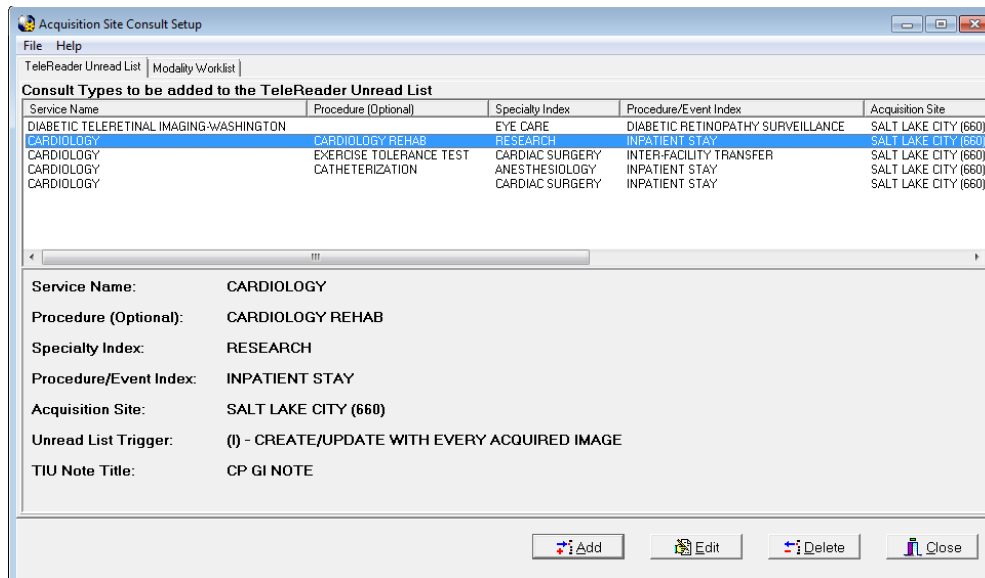 Acquisition Site Consult Setup
File Help
TeleReader Unread List Modality Worklist
Consult Types to be added to the TeleReader Unread List
Service Name Procedure (Optional) Specialty Index Procedure/Event Index Acquisition Site
DIABETIC TELERETINAL IMAGING-WASHINGTON EYE CARE DIABETIC RETINOPATHY SURVEILLANCE SALT LAKE CITY (660)
CARDIOLOGY CARDIOLOGY REHAB RESEARCH INPATIENT STAY SALT LAKE CITY (660)
CARDIOLOGY EXERCISE TOLERANCE TEST CARDIAC SURGERY INTER-FACILITY TRANSFER SALT LAKE CITY (660)
CARDIOLOGY CATHETERIZATION ANESTHESIOLOGY INPATIENT STAY SALT LAKE CITY (660)
CARDIOLOGY CARDIAC SURGERY INPATIENT STAY SALT LAKE CITY (660)
Service Name: CARDIOLOGY
Procedure (Optional): CARDIOLOGY REHAB
Specialty Index: RESEARCH
Procedure/Event Index: INPATIENT STAY
Acquisition Site: SALT LAKE CITY (660)
Unread List Trigger: (I) - CREATE/UPDATE WITH EVERY ACQUIRED IMAGE
TIU Note Title: CP GI NOTE
Add Edit Delete Close